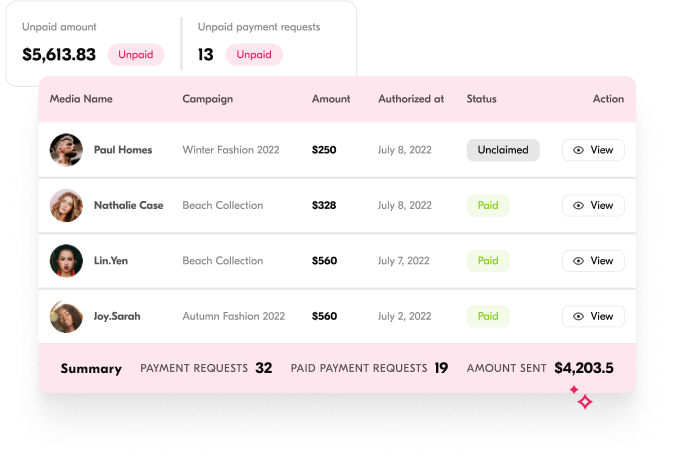 Unpaid amount Unpaid payment requests
$5,613.83 Unpaid 13 Unpaid
Media Name Campaign Amount Authorized at Status Action
Paul Homes Winter Fashion 2022 $250 July 8, 2022 Unclaimed View
Nathalie Case Beach Collection $328 July 8, 2022 Paid View
Lin.Yen Beach Collection $560 July 7, 2022 Paid View
Joy.Sarah Autumn Fashion 2022 $560 July 2, 2022 Paid View
Summary PAYMENT REQUESTS 32 PAID PAYMENT REQUESTS 19 AMOUNT SENT $4,203.5